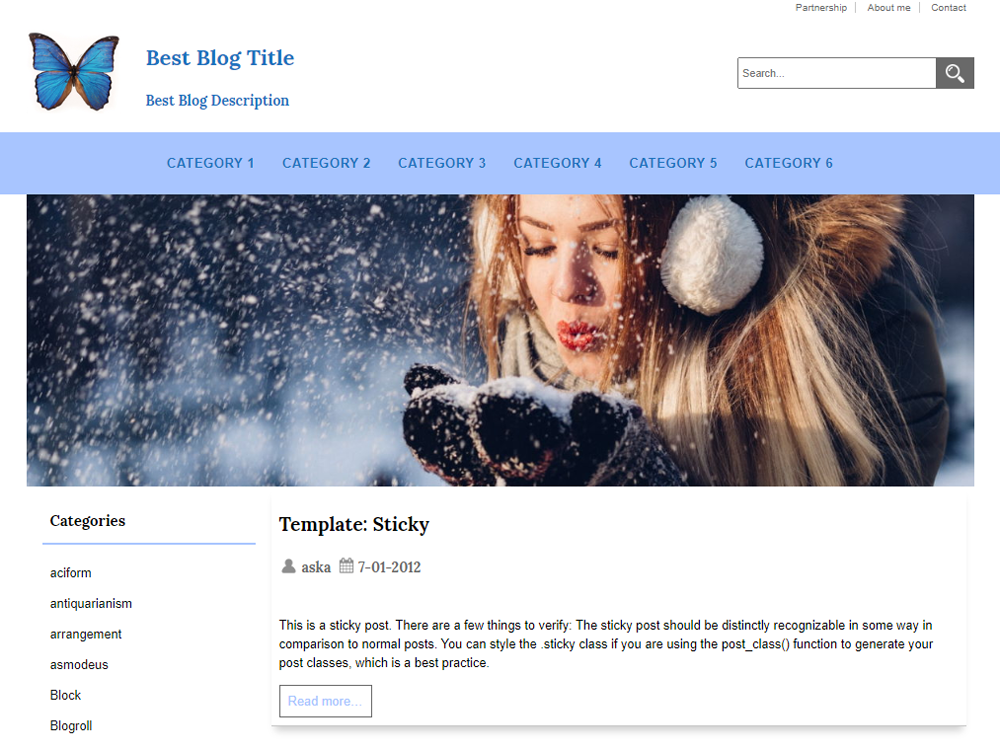 Partnership About me Contact
Best Blog Title
Best Blog Description
Search...
CATEGORY 1 CATEGORY 2 CATEGORY 3 CATEGORY 4 CATEGORY 5 CATEGORY 6
Categories
aciform
antiquarianism
arrangement
asmodeus
Block
Blogroll
Template: Sticky
aska 7-01-2012
This is a sticky post. There are a few things to verify: The sticky post should be distinctly recognizable in some way in
comparison to normal posts. You can style the .sticky class if you are using the post_class() function to generate your
post classes, which is a best practice.
Read more...